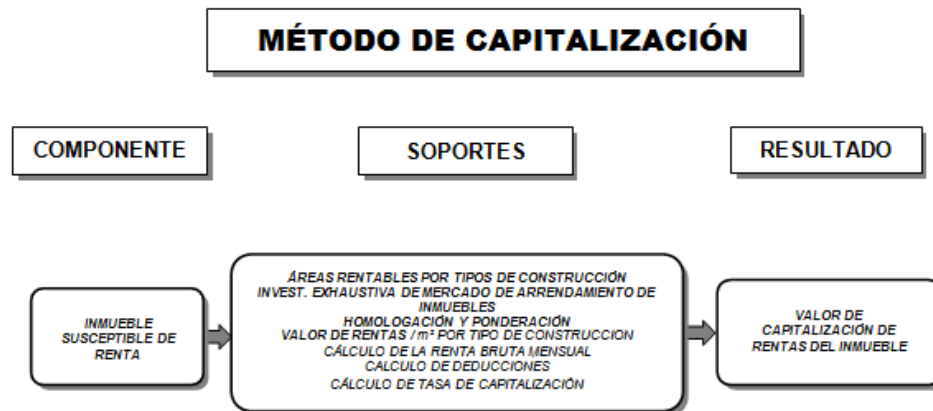 MÉTODO DE CAPITALIZACIÓN
COMPONENTE
SOPORTES
RESULTADO
INMUEBLE
SUSCEPTIBLE DE
RENTA
ÁREAS RENTABLES POR TIPOS DE CONSTRUCCIÓN
INVEST. EXHAUSTIVA DE MERCADO DE ARRENDAMIENTO DE
INMUEBLES
HOMOLOGACIÓN Y PONDERACIÓN
VALOR DE RENTAS / m² POR TIPO DE CONSTRUCCION
CÁLCULO DE LA RENTA BRUTA MENSUAL
CALCULO DE DEDUCCIONES
CÁLCULO DE TASA DE CAPITALIZACIÓN
VALOR DE
CAPITALIZACIÓN DE
RENTAS DEL INMUEBLE